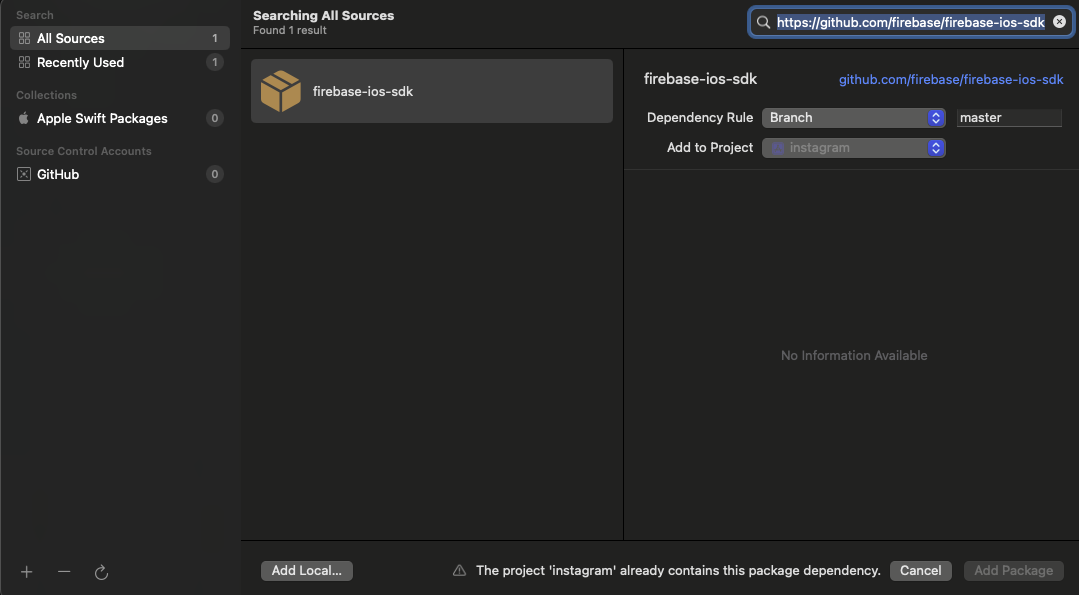 Search
All Sources 1
Recently Used 1
Collections
Apple Swift Packages 0
Source Control Accounts
GitHub 0
Searching All Sources
Found 1 result
https://github.com/firebase/firebase-ios-sdk
firebase-ios-sdk
firebase-ios-sdk github.com/firebase/firebase-ios-sdk
Dependency Rule Branch master
Add to Project instagram
No Information Available
Add Local... The project 'instagram' already contains this package dependency. Cancel Add Package